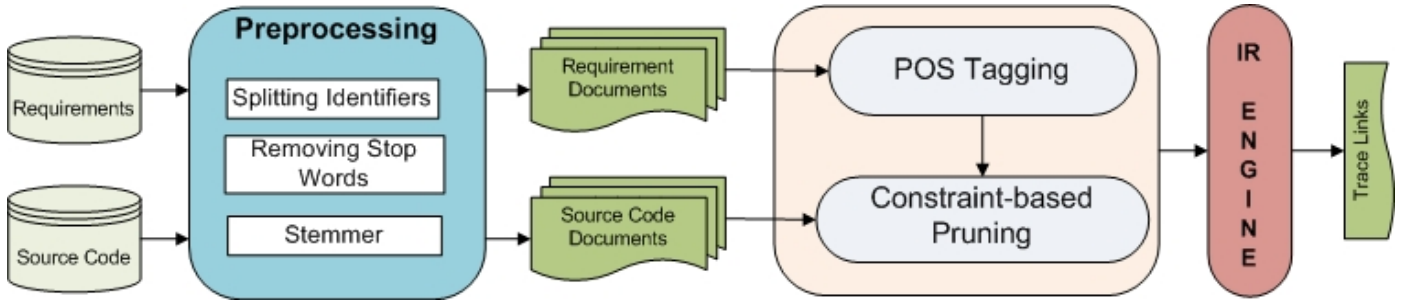 Requirements
Source Code
Preprocessing
Splitting Identifiers
Removing Stop
Words
Stemmer
Requirement
Documents
Source Code
Documents
POS Tagging
Constraint-based
Pruning
IR
ENGINE
Trace Links